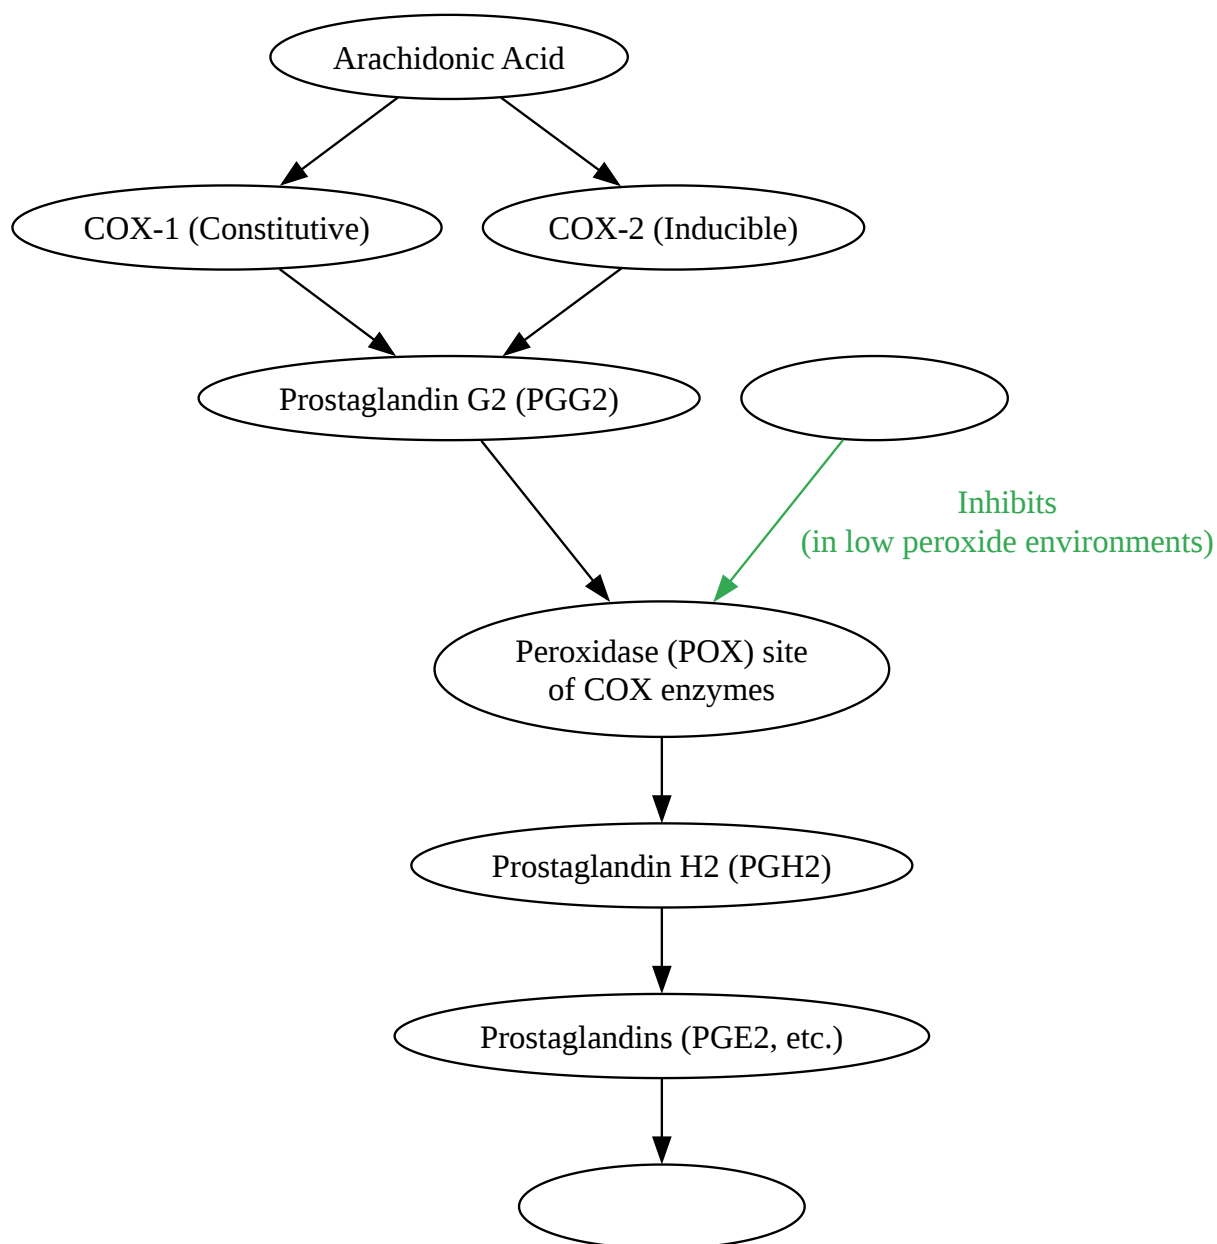 Arachidonic Acid
COX-1 (Constitutive)
COX-2 (Inducible)
Prostaglandin G2 (PGG2)
Inhibits
(in low peroxide environments)
Peroxidase (POX) site
of COX enzymes
Prostaglandin H2 (PGH2)
Prostaglandins (PGE2, etc.)